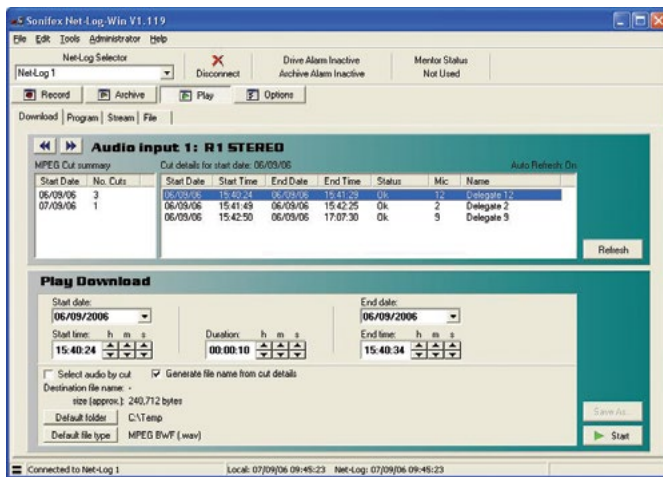 Sonifex Net-Log-Win V1.119
File Edit Tools Administrator Help
Net-Log Selector
Net-Log 1
Disconnect
Drive Alarm Inactive
Archive Alarm Inactive
Mentor Status
Not Used
Record Archive Play Options
Download Program Stream File
Audio input 1: R1 STEREO
MPEG Cut summary Cut details for start date: 06/09/06 Auto Refresh: On
Start Date No. Cuts
06/09/06 3
07/09/06 1
Start Date Start Time End Date End Time Status Mic Name
06/09/06 15:40:24 06/09/06 15:41:29 Ok 12 Delegate 12
06/09/06 15:41:49 06/09/06 15:42:25 Ok 2 Delegate 2
06/09/06 15:42:50 06/09/06 17:07:30 Ok 9 Delegate 9
Refresh
Play Download
Start date: End date:
06/09/2006 06/09/2006
Start time: h m s Duration: h m s End time: h m s
15:40:24 00:00:10 15:40:34
Select audio by cut Generate file name from cut details
Destination file name: -
size (approx.): 240,712 bytes
Default folder C:\Temp
Default file type MPEG BWF (.wav)
Save As...
Start
Connected to Net-Log 1 Local: 07/09/06 09:45:23 Net-Log: 07/09/06 09:45:23